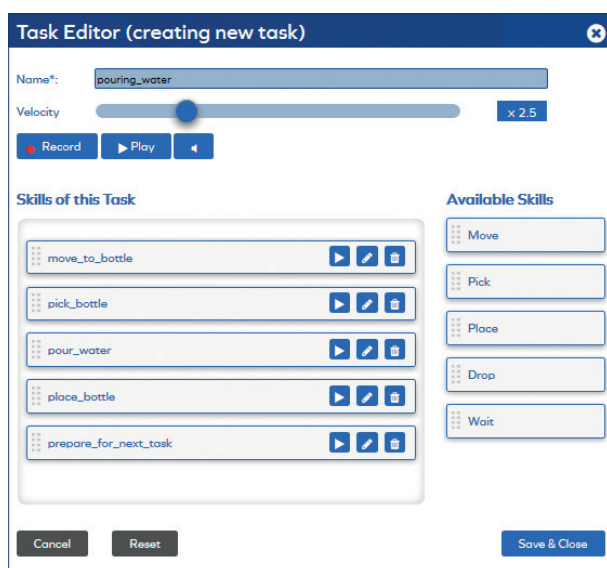 Task Editor (creating new task)
Name*: pouring_water
Velocity x 2.5
Record Play
Skills of this Task
move_to_bottle
pick_bottle
pour_water
place_bottle
prepare_for_next_task
Available Skills
Move
Pick
Place
Drop
Wait
Cancel Reset Save & Close